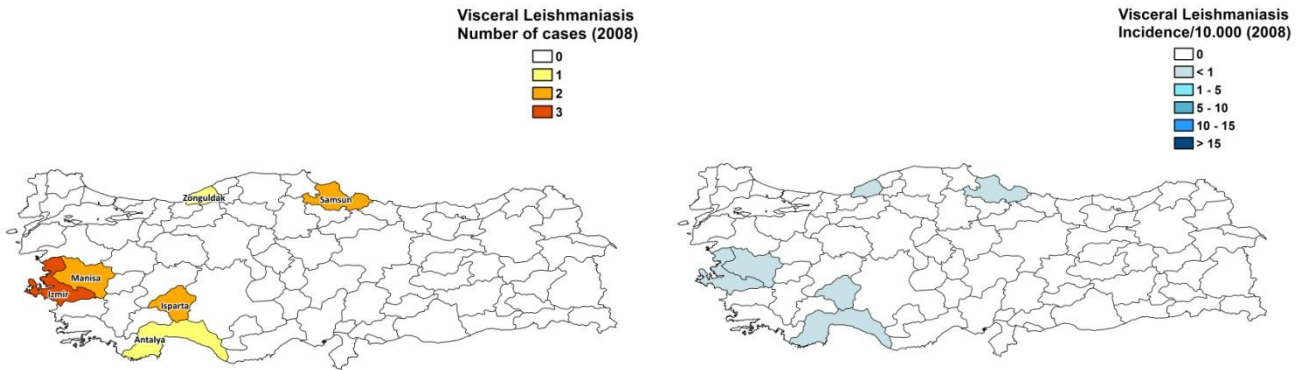 Visceral Leishmaniasis
Number of cases (2008)
0
1
2
3
Zonguldak
Samsun
Manisa
Izmir
Isparta
Antalya
Visceral Leishmaniasis
Incidence/10.000 (2008)
0
< 1
1 - 5
5 - 10
10 - 15
> 15